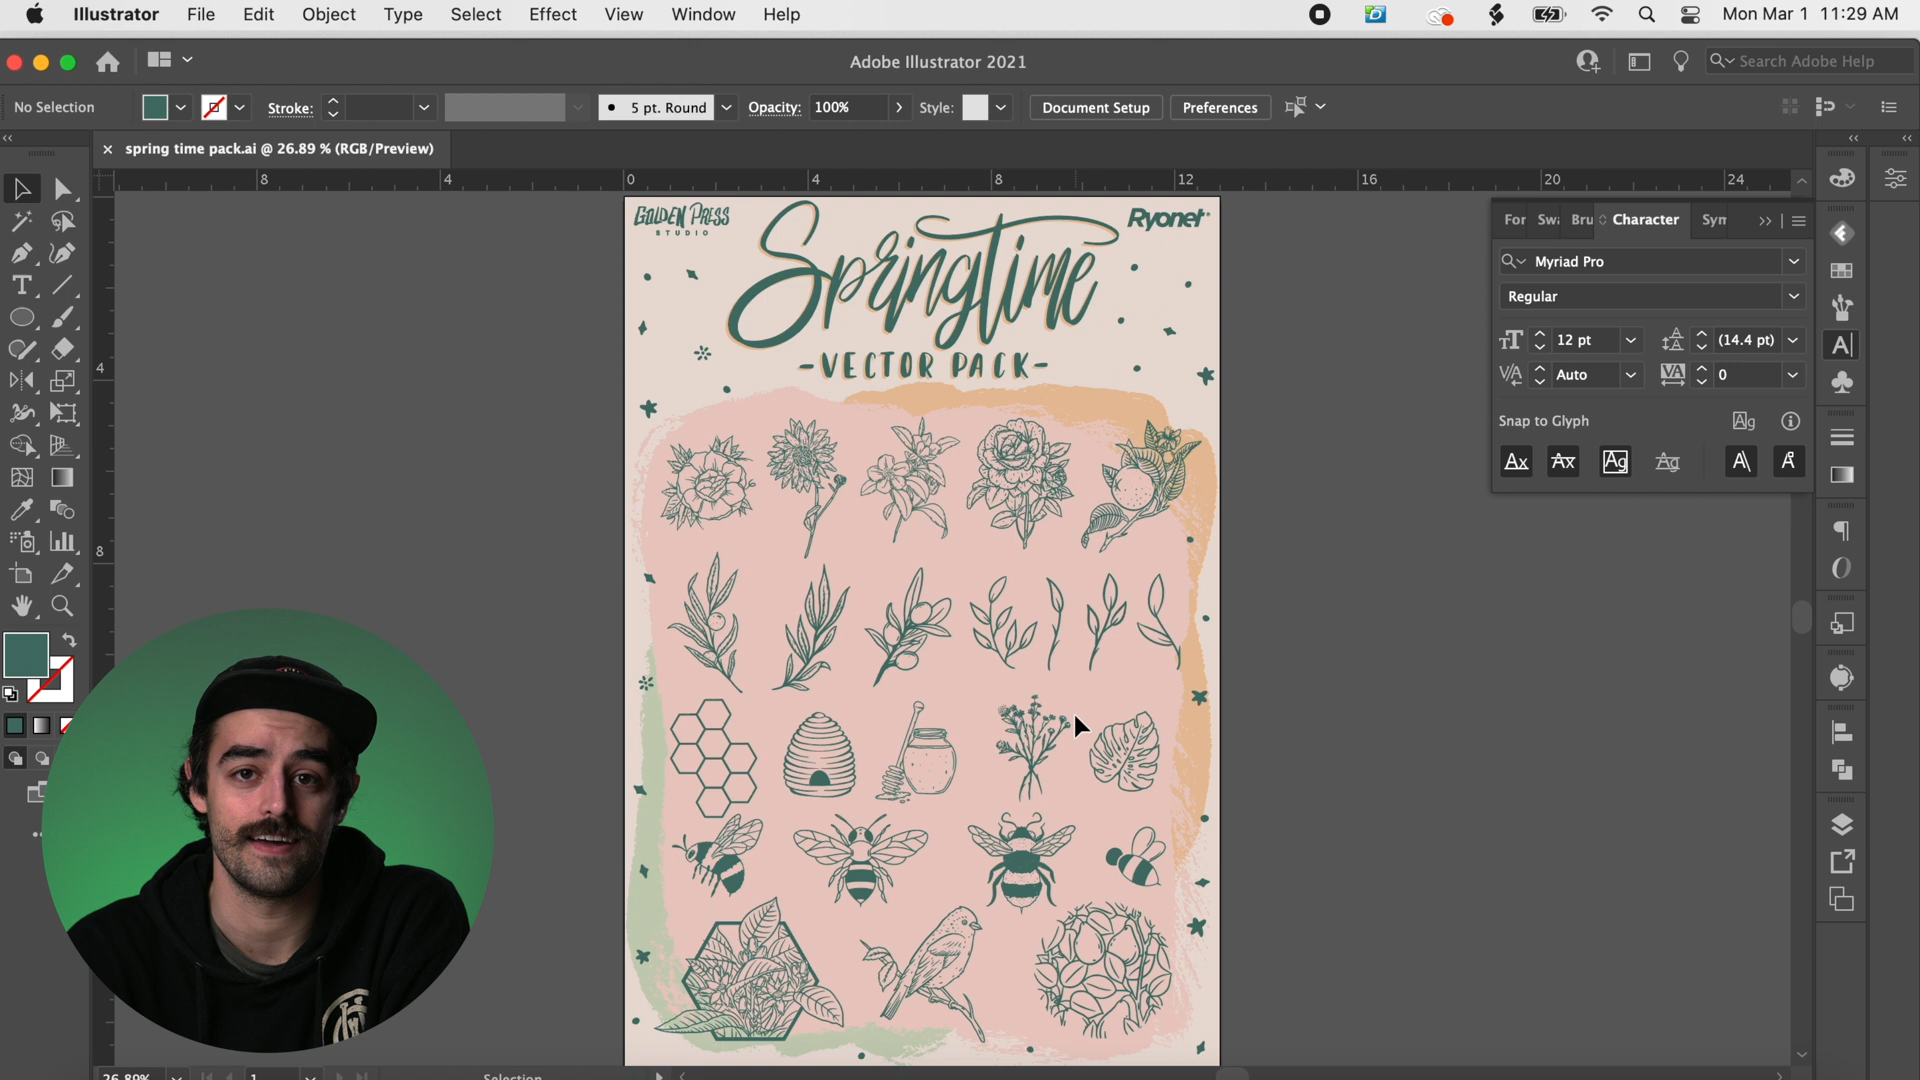 Illustrator File Edit Object Type Select Effect View Window Help
Mon Mar 1 11:29 AM
Adobe Illustrator 2021
Search Adobe Help
No Selection
Stroke:
5 pt. Round
Opacity: 100%
Style:
Document Setup
Preferences
× spring time pack.ai @ 26.89 % (RGB/Preview)
8 4 0 4 8 12 16 20 24
4
8
GOLDEN PRESS
STUDIO
Ryonet
Springtime
-VECTOR PACK-
For Swa Bru Character Sym
Myriad Pro
Regular
12 pt
(14.4 pt)
Auto
0
Snap to Glyph
26.89%
1
Selection